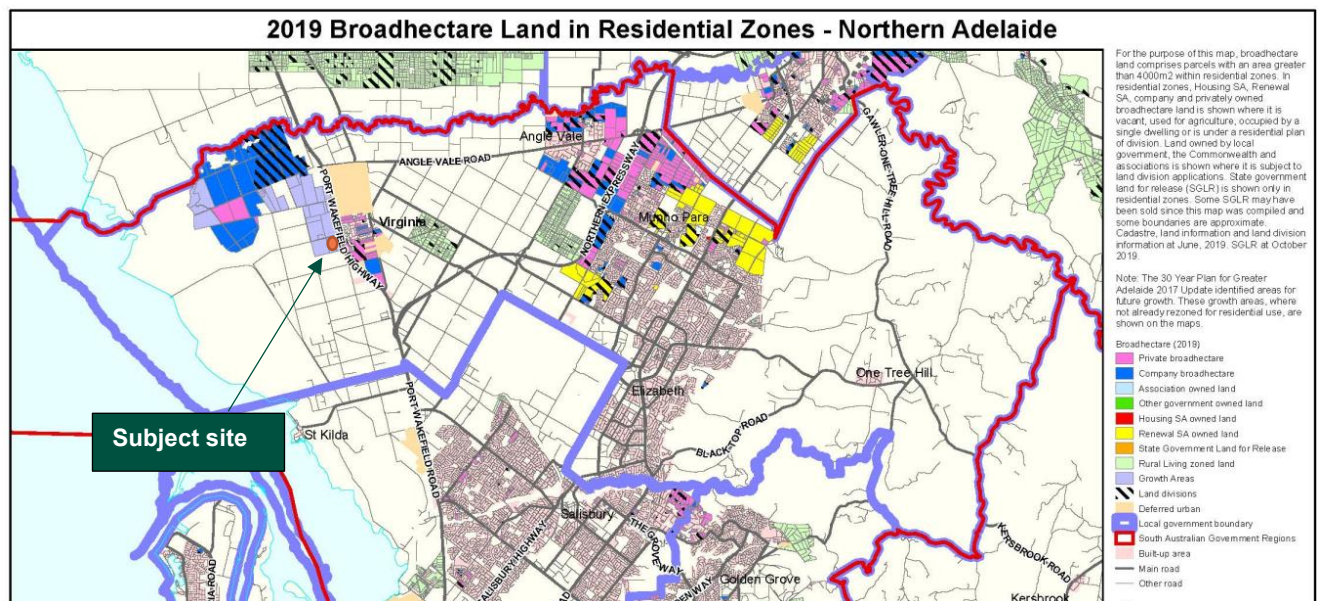 2019 Broadhectare Land in Residential Zones - Northern Adelaide
For the purpose of this map, broadhectare
land comprises parcels with an area greater
than 4000m2 within residential zones. In
residential zones, Housing SA, Renewal
SA, company and privately owned
broadhectare land is shown where it is
vacant, used for agriculture, occupied by a
single dwelling or is under a residential plan
of division. Land owned by local
government, the Commonwealth and
associations is shown where it is subject to
land division applications. State government
land for release (SGLR) is shown only in
residential zones. Some SGLR may have
been sold since this map was compiled and
some boundaries are approximate.
Cadastre, land information and land division
information at June, 2019. SGLR at October
2019.
Note: The 30 Year Plan for Greater
Adelaide 2017 Update identified areas for
future growth. These growth areas, where
not already rezoned for residential use, are
shown on the maps.
Broadhectare (2019)
Private broadhectare
Company broadhectare
Association owned land
Other government owned land
Housing SA owned land
Renewal SA owned land
State Government Land for Release
Rural Living zoned land
Growth Areas
Land divisions
Deferred urban
Local government boundary
South Australian Government Regions
Built-up area
Main road
Other road
Angle Vale
ANGLE VALE ROAD
GAWLER-ONE TREE HILL-ROAD
PORT WAKEFIELD HIGHWAY
Virginia
NORTHERN EXPRESSWAY
Munno Para
One Tree Hill
Elizabeth
PORT-WAKEFIELD-ROAD
Subject site
St Kilda
BLACK-TOP-ROAD
Salisbury
SALISBURY-HIGHWAY
THE GROVE WAY
Golden Grove
KERSBROOK-ROAD
Kersbrook